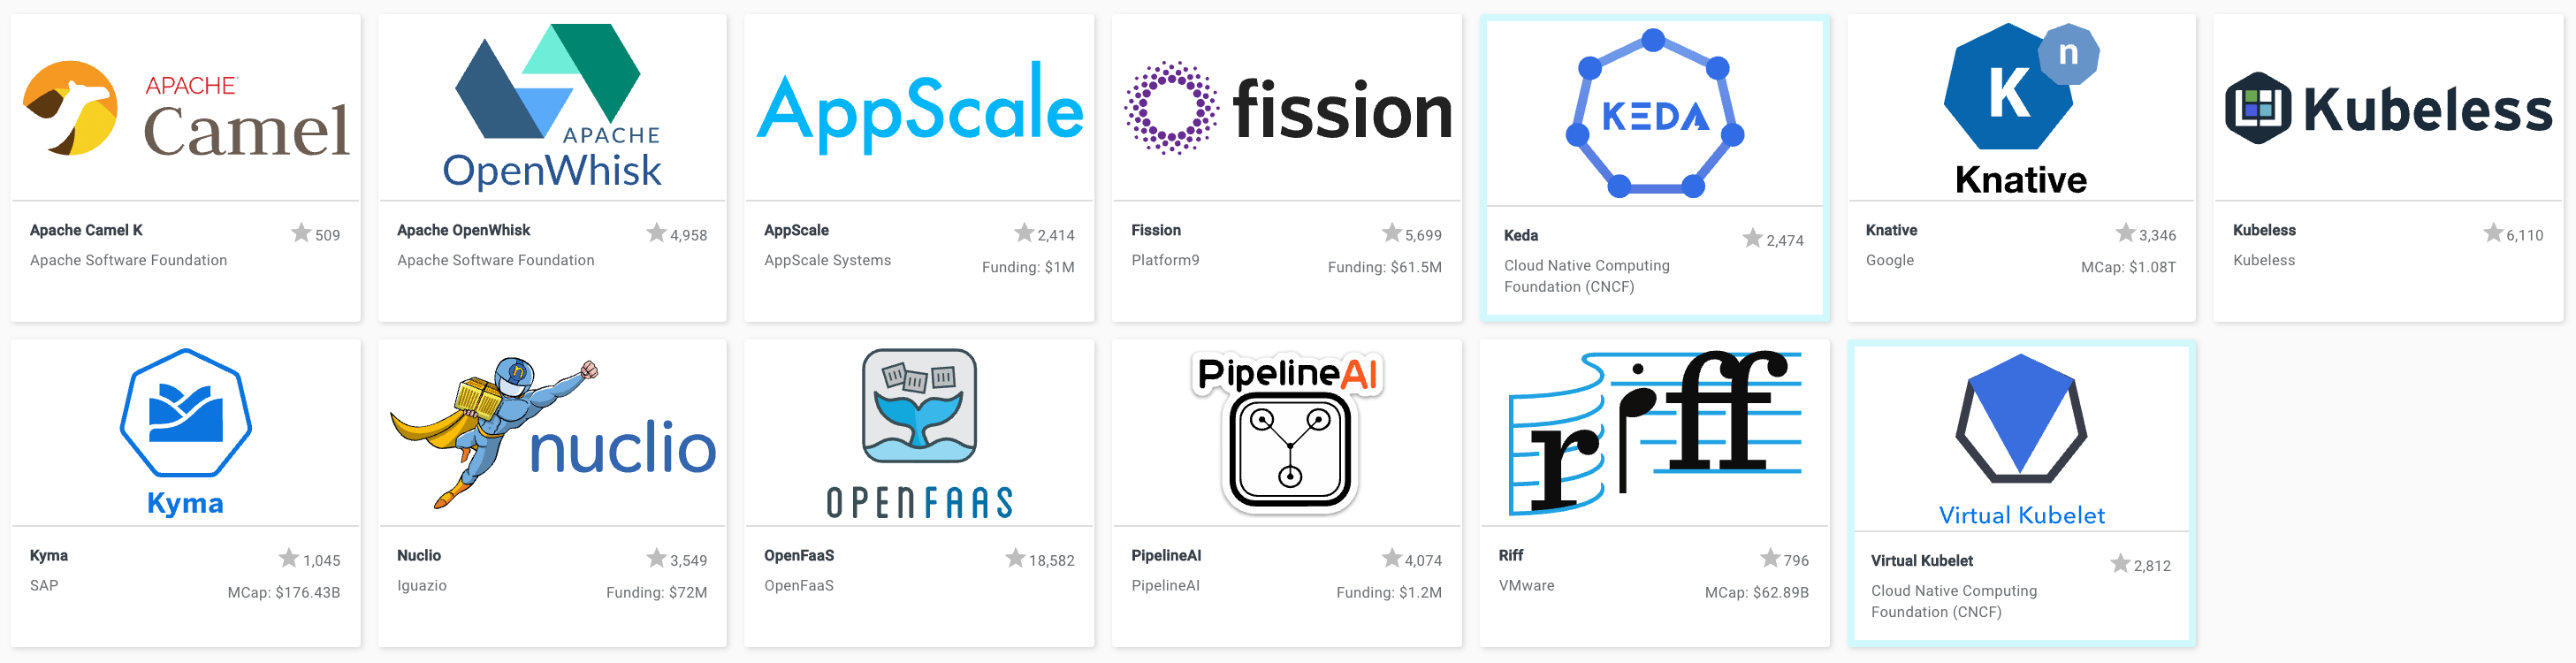 APACHE
Camel
Apache Camel K
509
Apache Software Foundation
APACHE
OpenWhisk
Apache OpenWhisk
4,958
Apache Software Foundation
AppScale
AppScale
2,414
AppScale Systems
Funding: $1M
fission
Fission
5,699
Platform9
Funding: $61.5M
KEDA
Keda
2,474
Cloud Native Computing
Foundation (CNCF)
K
n
Knative
Knative
3,346
Google
MCap: $1.08T
Kubeless
Kubeless
6,110
Kubeless
Kyma
Kyma
1,045
SAP
MCap: $176.43B
n
nuclio
Nuclio
3,549
Iguazio
Funding: $72M
OPENFAAS
OpenFaaS
18,582
OpenFaaS
PipelineAI
PipelineAI
4,074
PipelineAI
Funding: $1.2M
riff
Riff
796
VMware
MCap: $62.89B
Virtual Kubelet
Virtual Kubelet
2,812
Cloud Native Computing
Foundation (CNCF)